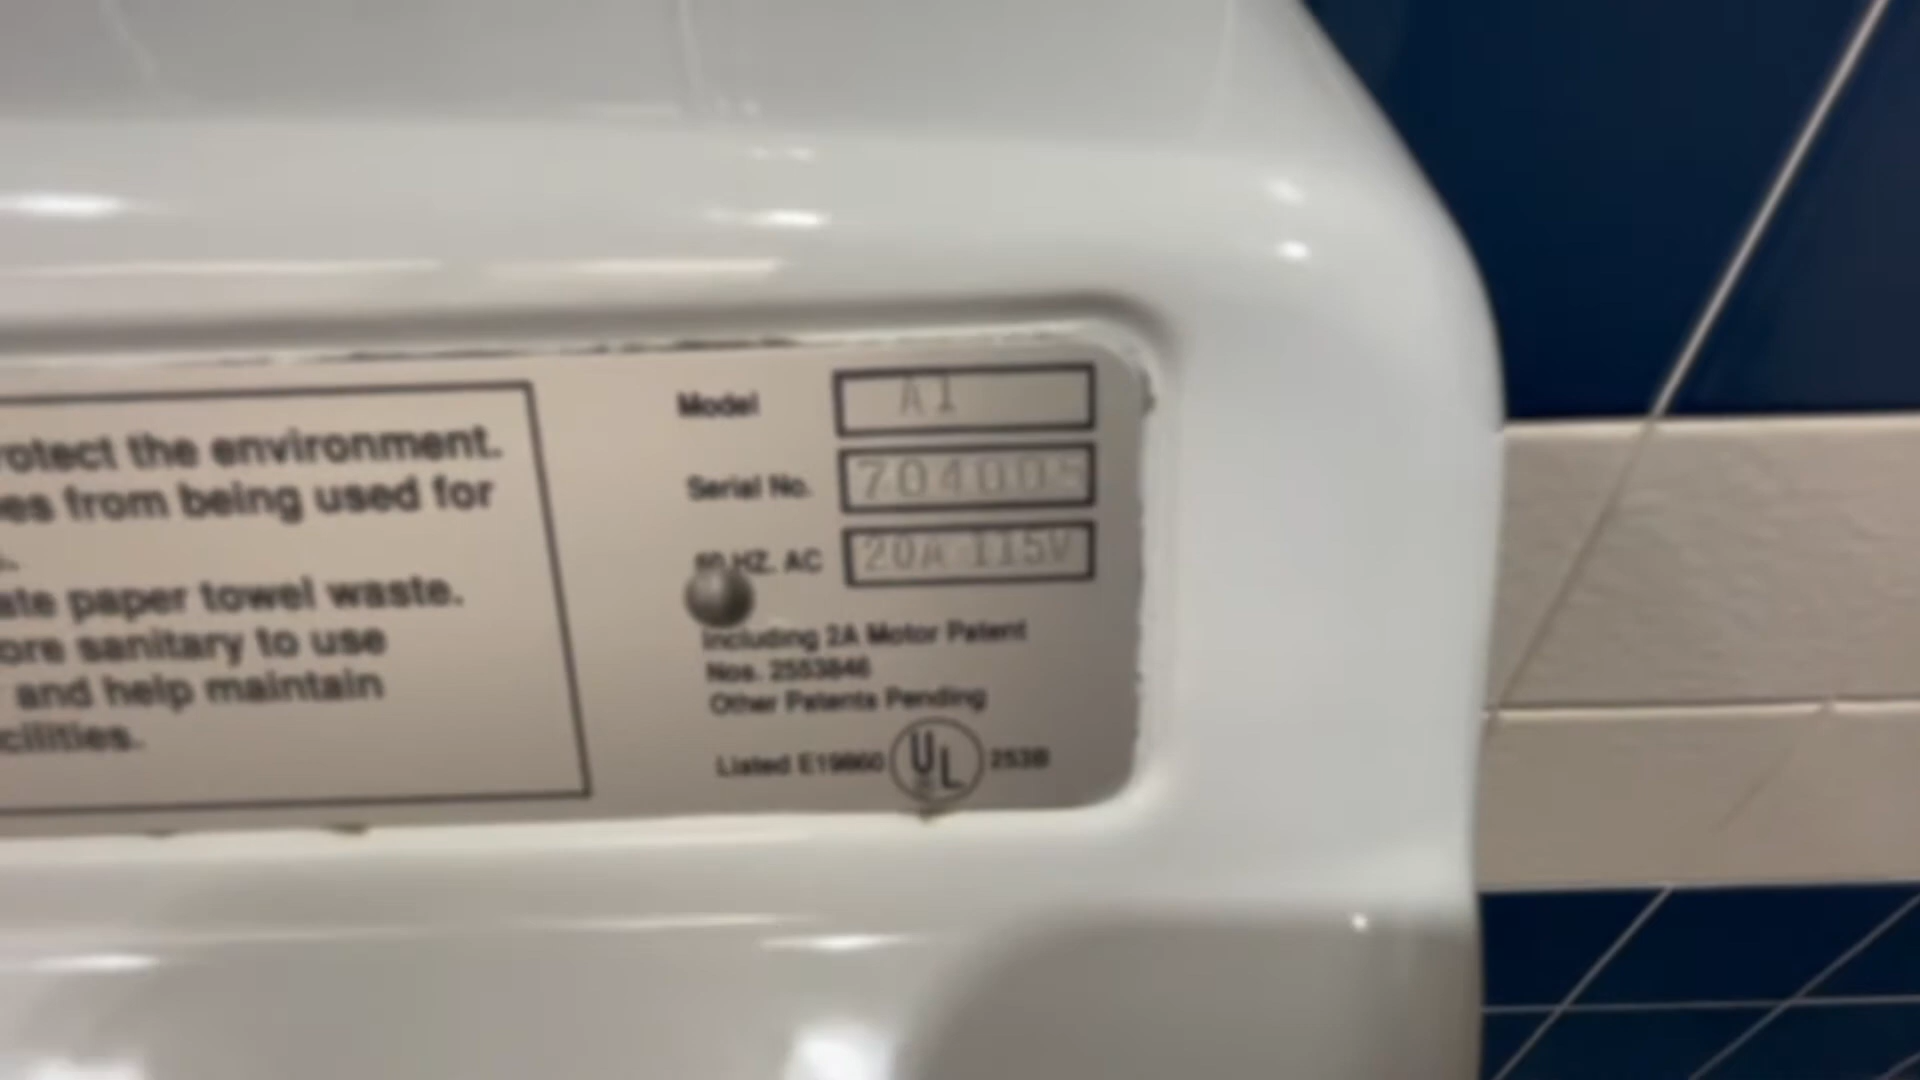 rotect the environment.
es from being used for
ate paper towel waste.
ore sanitary to use
and help maintain
cilities.
Model A1
Serial No. 704005
HZ. AC 20A 115V
Including 2A Motor Patent
Nos. 2553846
Other Patents Pending
Listed E19860 UL 253B